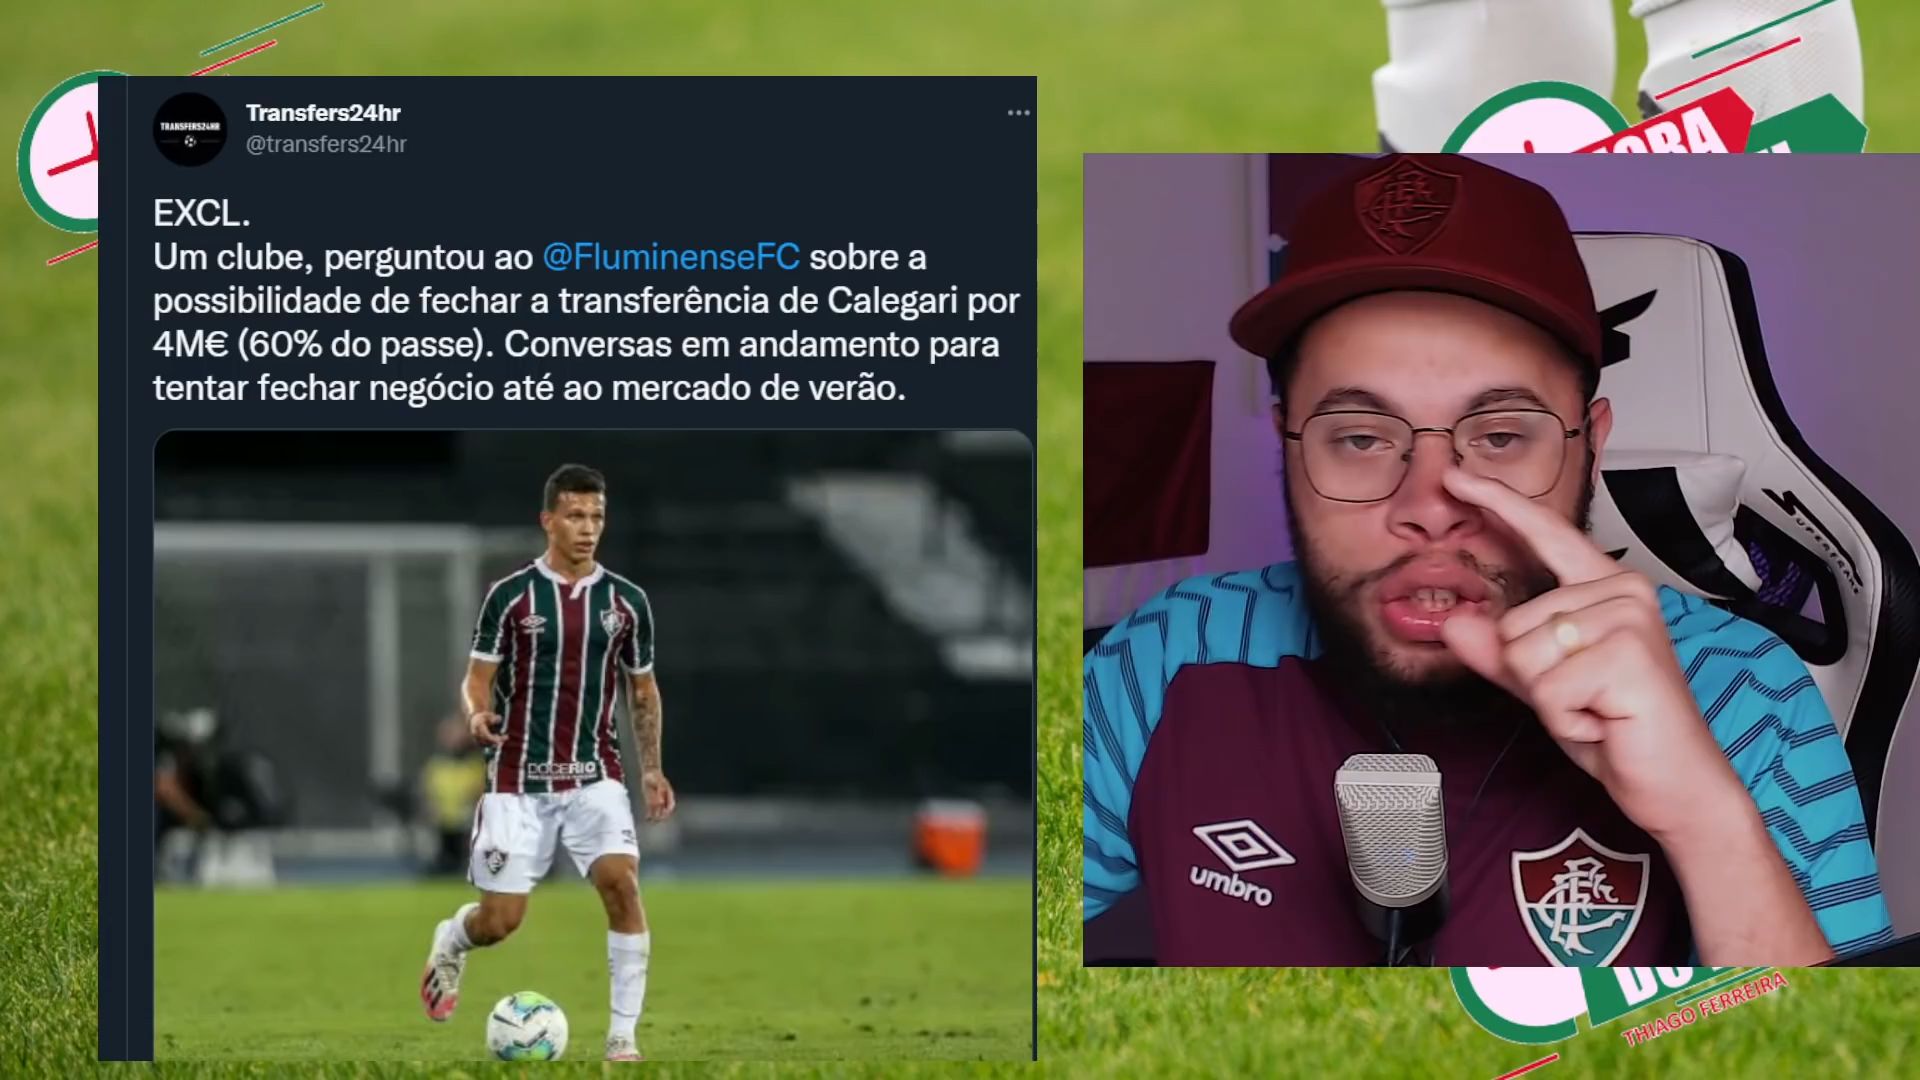 TRANSFERS24HR
Transfers24hr
@transfers24hr
EXCL.
Um clube, perguntou ao @FluminenseFC sobre a
possibilidade de fechar a transferência de Calegari por
4M€ (60% do passe). Conversas em andamento para
tentar fechar negócio até ao mercado de verão.
DOCERIO
umbro
THIAGO FERREIRA